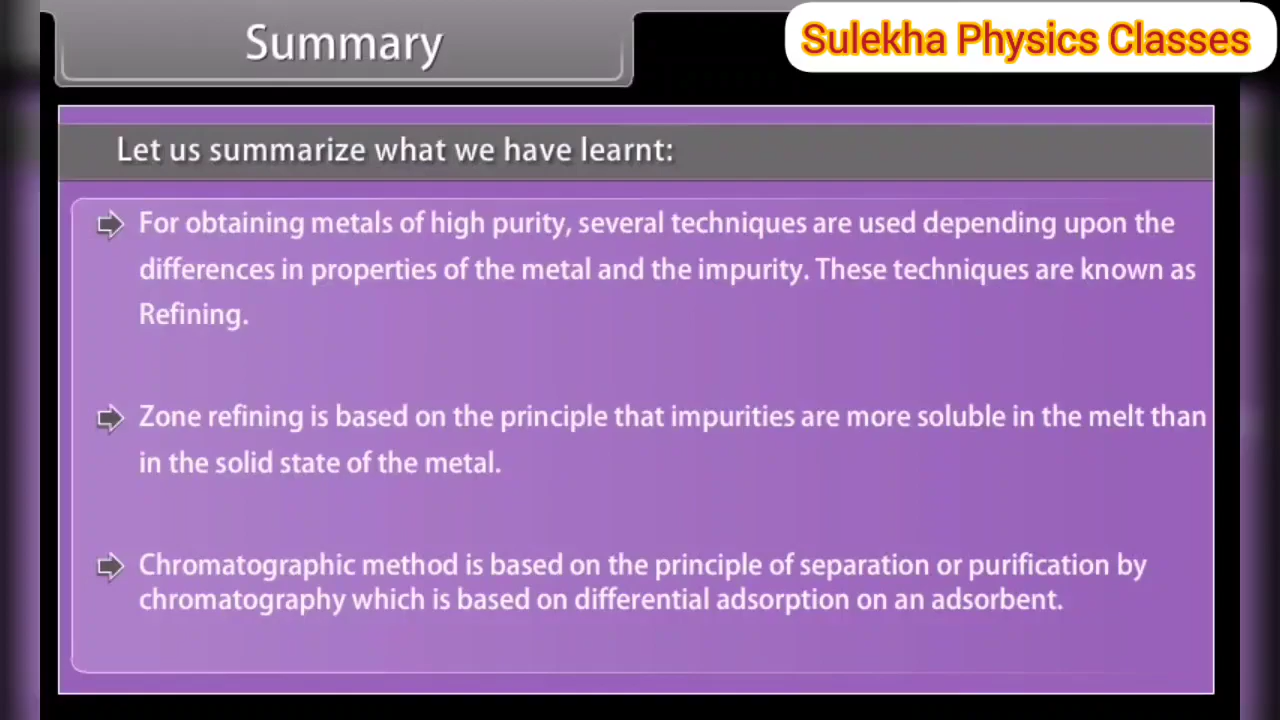 Summary
Sulekha Physics Classes
Let us summarize what we have learnt:
For obtaining metals of high purity, several techniques are used depending upon the
differences in properties of the metal and the impurity. These techniques are known as
Refining.
Zone refining is based on the principle that impurities are more soluble in the melt than
in the solid state of the metal.
Chromatographic method is based on the principle of separation or purification by
chromatography which is based on differential adsorption on an adsorbent.